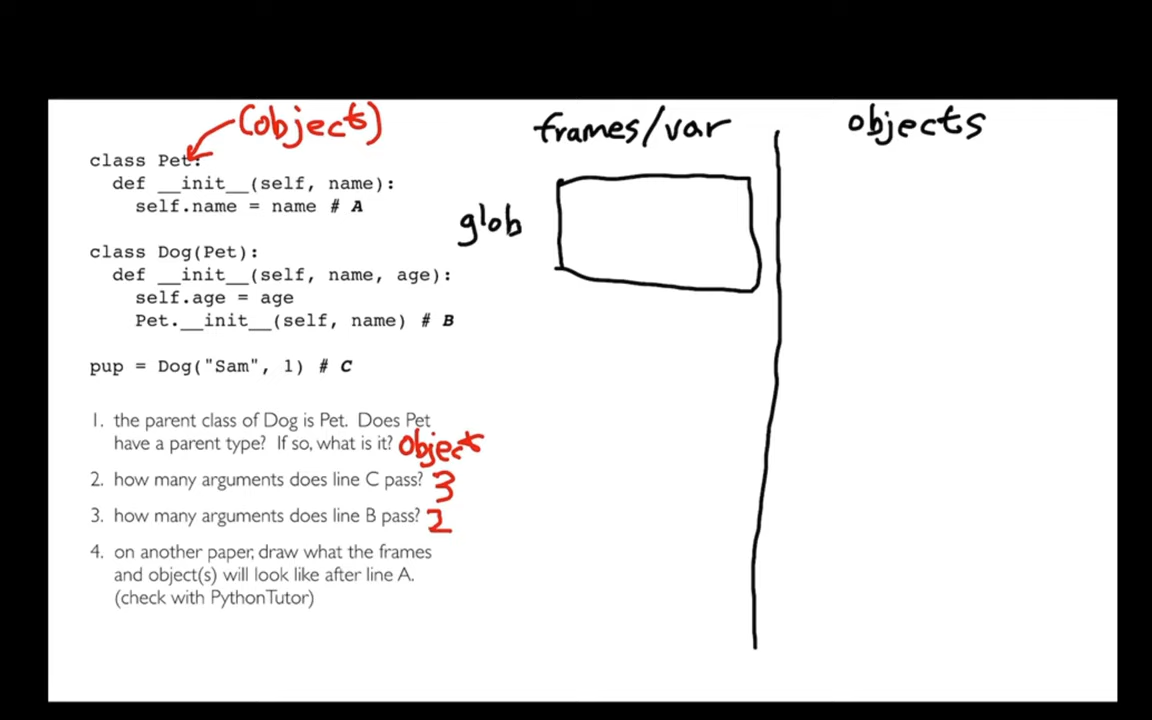 (object)
frames/var
objects
class Pet:
def __init__(self, name):
self.name = name # A
glob
class Dog(Pet):
def __init__(self, name, age):
self.age = age
Pet.__init__(self, name) # B
pup = Dog("Sam", 1) # C
1. the parent class of Dog is Pet. Does Pet
have a parent type? If so, what is it? object
2. how many arguments does line C pass? 3
3. how many arguments does line B pass? 2
4. on another paper, draw what the frames
and object(s) will look like after line A.
(check with PythonTutor)